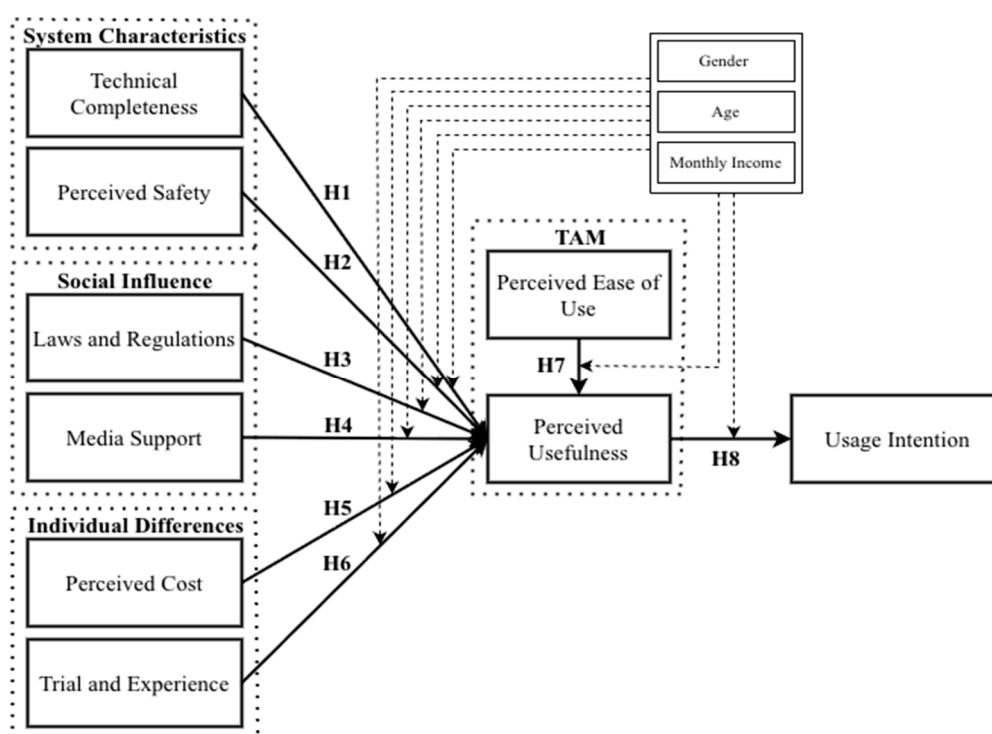 System Characteristics
Technical
Completeness
Perceived Safety
Social Influence
Laws and Regulations
Media Support
Individual Differences
Perceived Cost
Trial and Experience
H1
H2
H3
H4
H5
H6
Gender
Age
Monthly Income
TAM
Perceived Ease of
Use
H7
Perceived
Usefulness
H8
Usage Intention